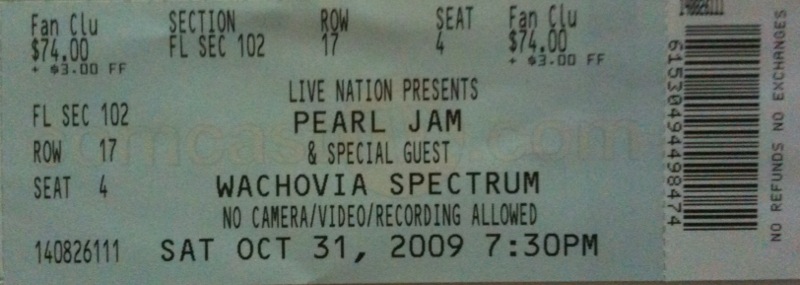 Fan Clu SECTION ROW SEAT Fan Clu
$74.00 FL SEC 102 17 4 $74.00
+ $3.00 FF + $3.00 FF
LIVE NATION PRESENTS
FL SEC 102 PEARL JAM
ROW 17 & SPECIAL GUEST
SEAT 4 WACHOVIA SPECTRUM
NO CAMERA/VIDEO/RECORDING ALLOWED
140826111 SAT OCT 31, 2009 7:30PM
140826111
61530494498474
NO REFUNDS NO EXCHANGES